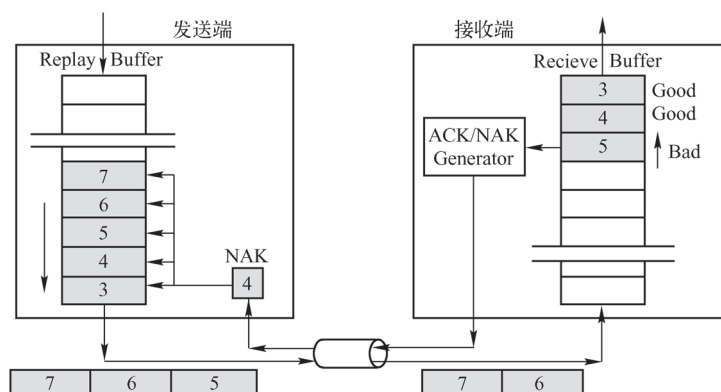 发送端
接收端
Replay Buffer
Recieve Buffer
3 Good
4 Good
5 Bad
ACK/NAK
Generator
7
6
5
4
3
NAK
4
7 6 5
7 6